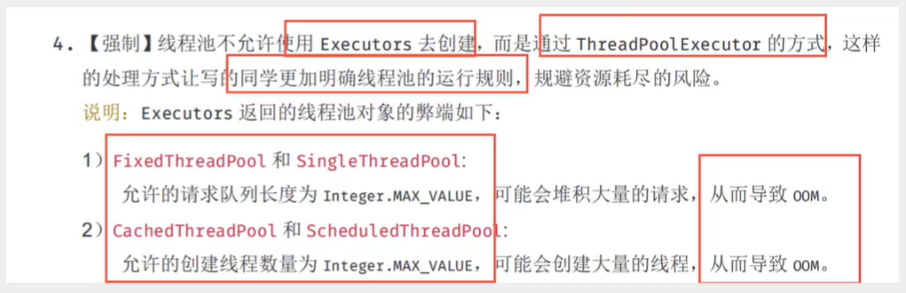 4. 【强制】线程池不允许使用 Executors 去创建，而是通过 ThreadPoolExecutor 的方式，这样
的处理方式让写的同学更加明确线程池的运行规则，规避资源耗尽的风险。
说明：Executors 返回的线程池对象的弊端如下：
1）FixedThreadPool 和 SingleThreadPool:
允许的请求队列长度为 Integer.MAX_VALUE，可能会堆积大量的请求，从而导致 OOM。
2）CachedThreadPool 和 ScheduledThreadPool:
允许的创建线程数量为 Integer.MAX_VALUE，可能会创建大量的线程，从而导致 OOM。